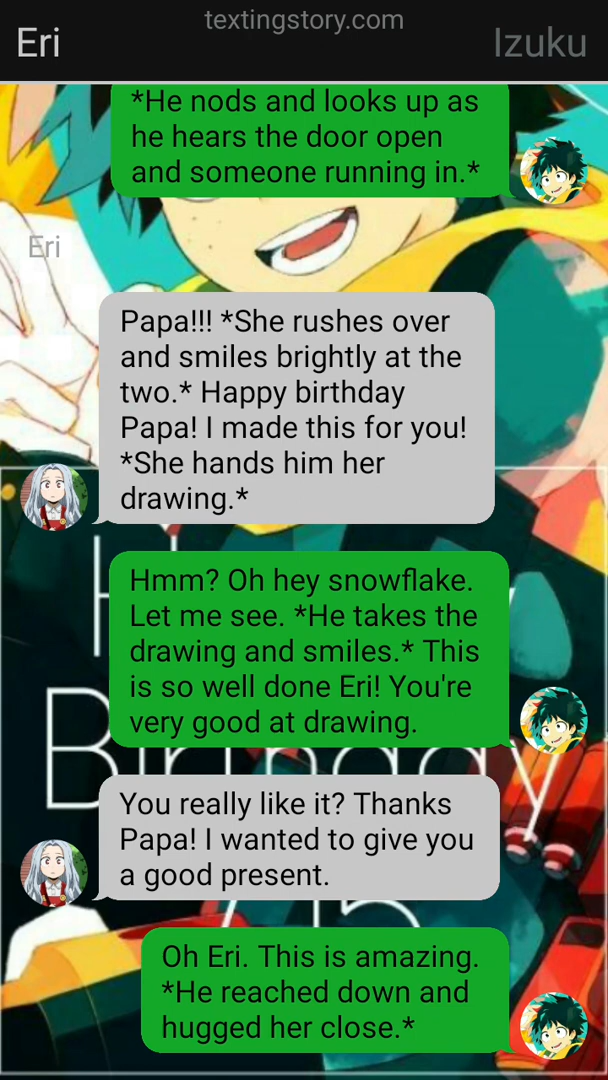 textingstory.com
Eri
Izuku
*He nods and looks up as
he hears the door open
and someone running in.*
Eri
Papa!!! *She rushes over
and smiles brightly at the
two.* Happy birthday
Papa! I made this for you!
*She hands him her
drawing.*
Hmm? Oh hey snowflake.
Let me see. *He takes the
drawing and smiles.* This
is so well done Eri! You're
very good at drawing.
Birthday
You really like it? Thanks
Papa! I wanted to give you
a good present.
Oh Eri. This is amazing.
*He reached down and
hugged her close.*